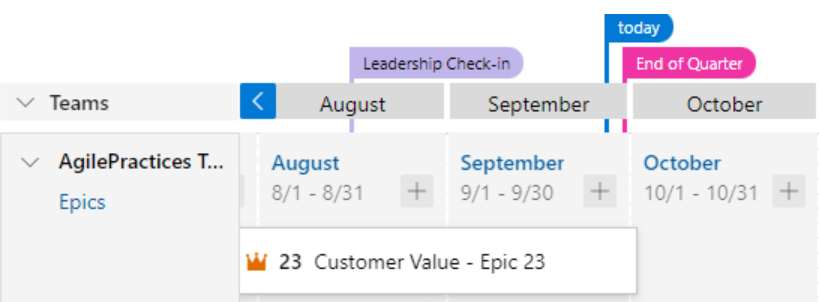 today
Leadership Check-in
End of Quarter
Teams
August
September
October
AgilePractices T...
Epics
August
8/1 - 8/31
+
September
9/1 - 9/30
+
October
10/1 - 10/31
+
23 Customer Value - Epic 23